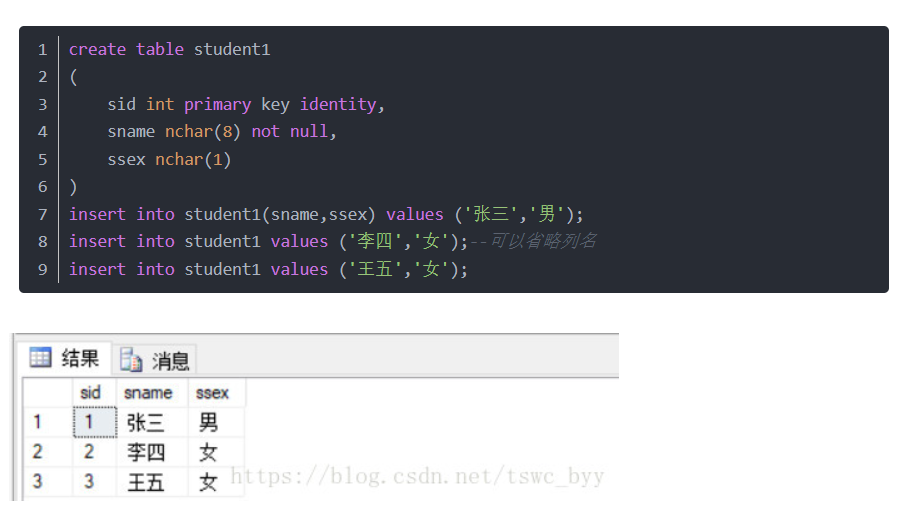 1 create table student1
2 (
3     sid int primary key identity,
4     sname nchar(8) not null,
5     ssex nchar(1)
6 )
7 insert into student1(sname,ssex) values ('张三','男');
8 insert into student1 values ('李四','女');--可以省略列名
9 insert into student1 values ('王五','女');
结果 消息
sid sname ssex
1 1 张三 男
2 2 李四 女
3 3 王五 女
https://blog.csdn.net/tswc_byy